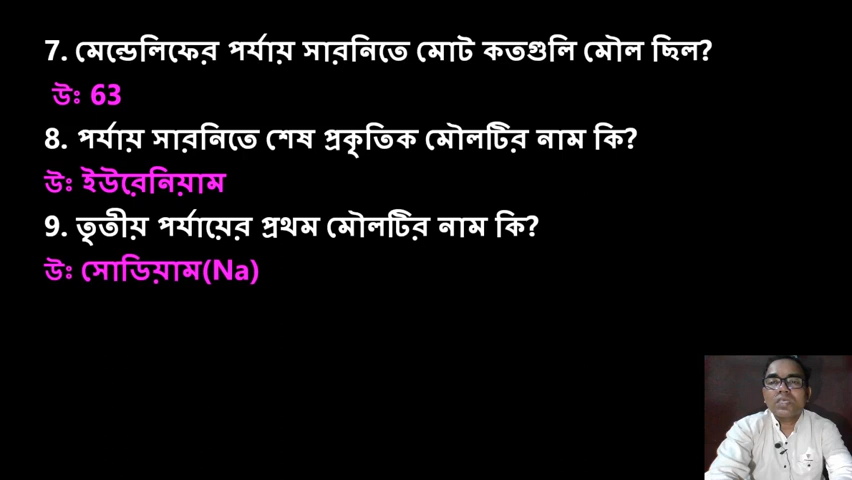 7. মেন্ডেলিফের পর্যায় সারনিতে মোট কতগুলি মৌল ছিল?
উঃ 63
8. পর্যায় সারনিতে শেষ প্রকৃতিক মৌলটির নাম কি?
উঃ ইউরেনিয়াম
9. তৃতীয় পর্যায়ের প্রথম মৌলটির নাম কি?
উঃ সোডিয়াম(Na)